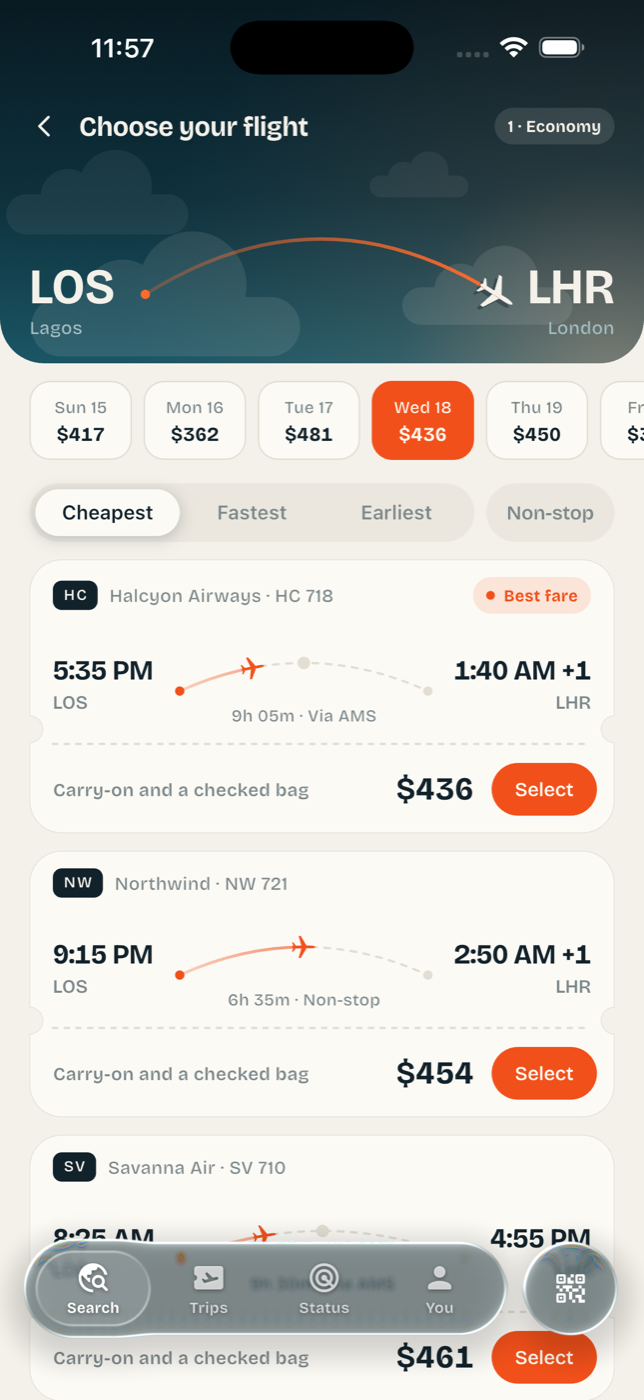 11:57
Choose your flight
1 · Economy
LOS
LHR
Lagos
London
Sun 15
$417
Mon 16
$362
Tue 17
$481
Wed 18
$436
Thu 19
$450
Cheapest
Fastest
Earliest
Non-stop
HC
Halcyon Airways · HC 718
Best fare
5:35 PM
1:40 AM +1
LOS
LHR
9h 05m · Via AMS
Carry-on and a checked bag
$436
Select
NW
Northwind · NW 721
9:15 PM
2:50 AM +1
LOS
LHR
6h 35m · Non-stop
Carry-on and a checked bag
$454
Select
SV
Savanna Air · SV 710
8:25 AM
4:55 PM
Search
Trips
Status
You
Carry-on and a checked bag
$461
Select